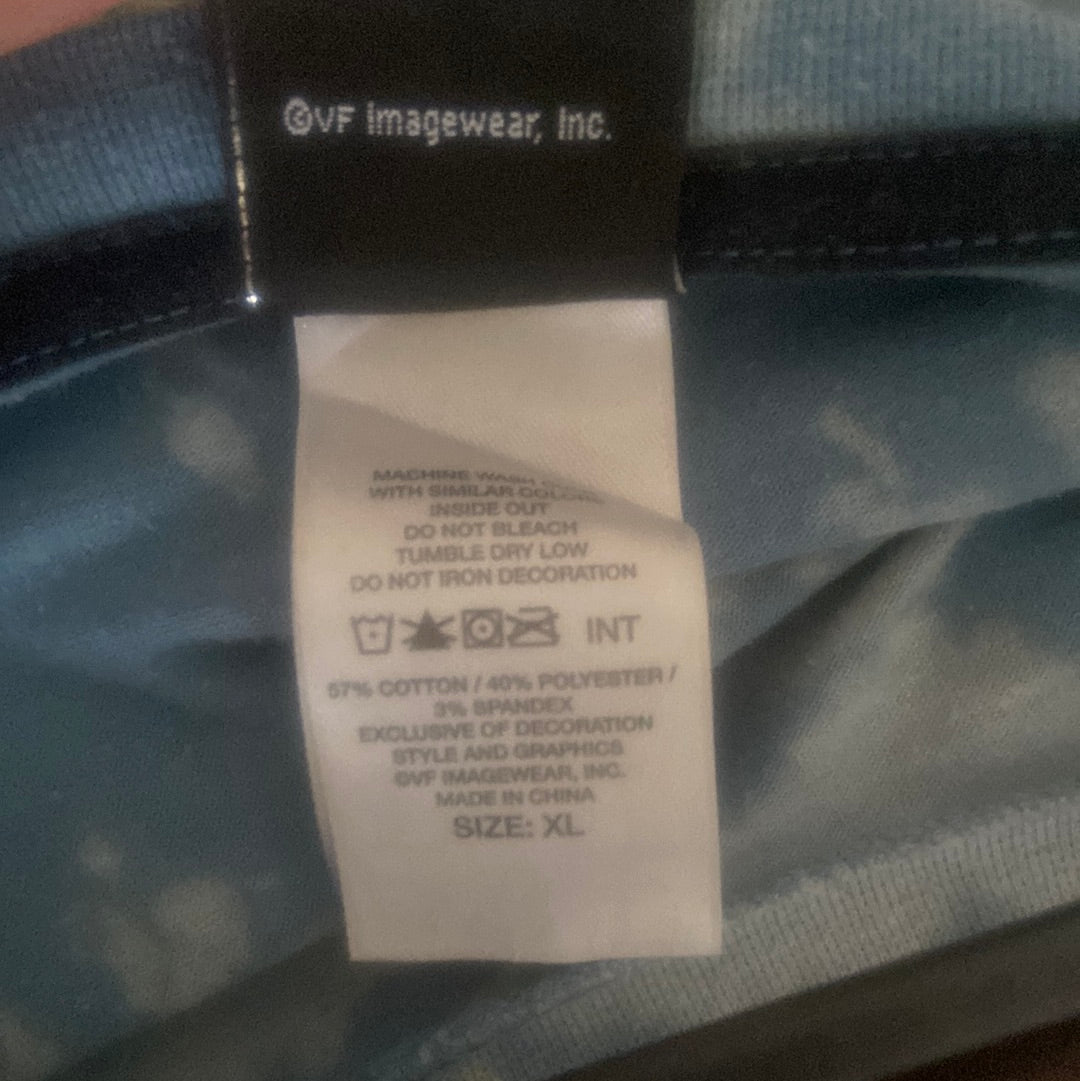 ©VF Imagewear, Inc.
MACHINE WASH
WITH SIMILAR COLORS
INSIDE OUT
DO NOT BLEACH
TUMBLE DRY LOW
DO NOT IRON DECORATION
INT
57% COTTON / 40% POLYESTER /
3% SPANDEX
EXCLUSIVE OF DECORATION
STYLE AND GRAPHICS
©VF IMAGEWEAR, INC.
MADE IN CHINA
SIZE: XL